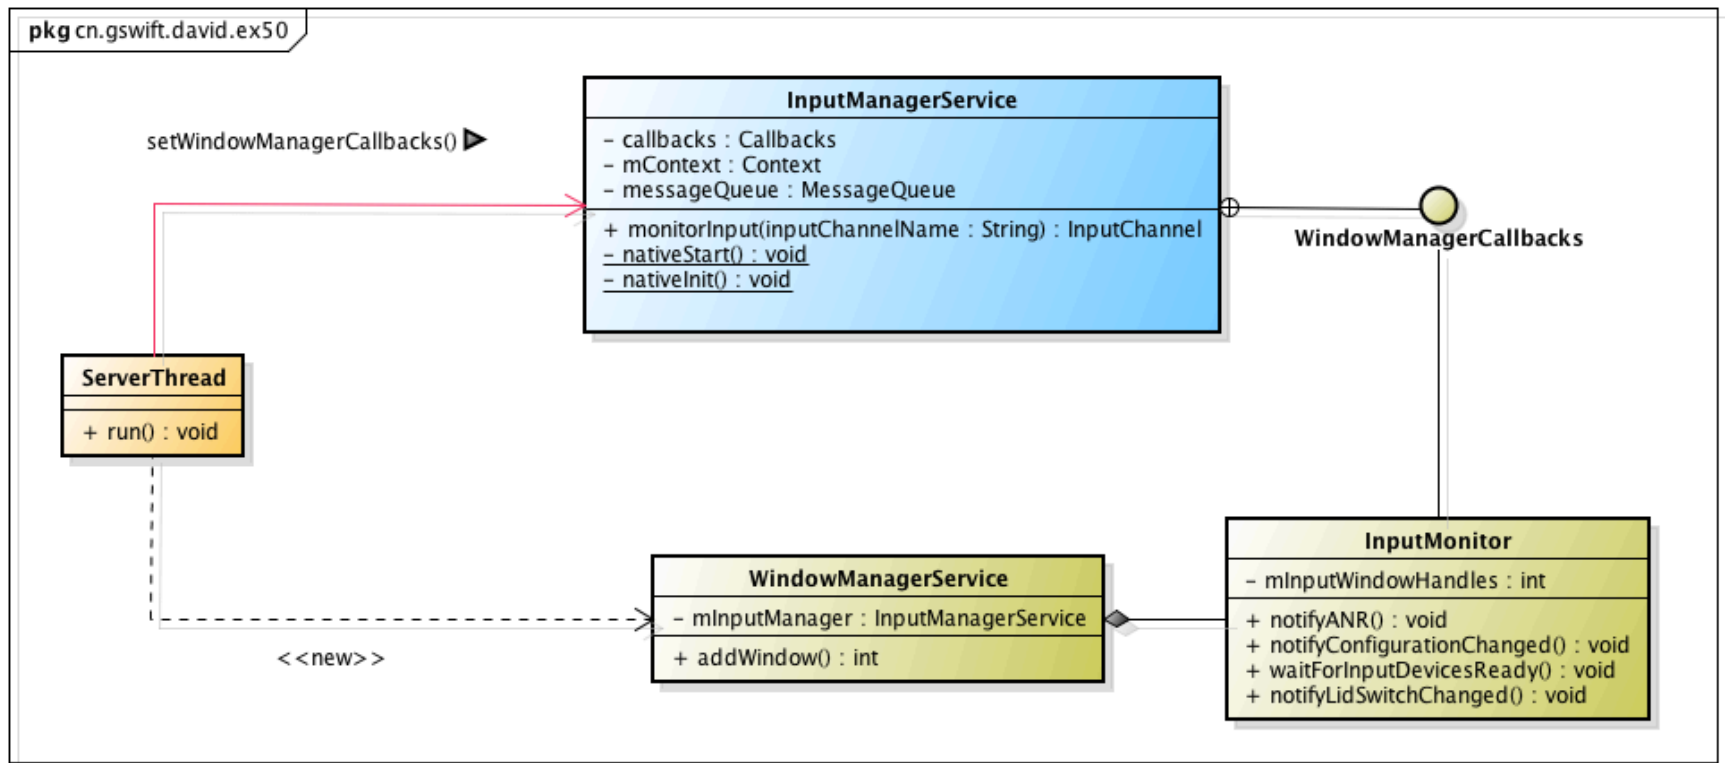 pkg cn.gswift.david.ex50
setWindowManagerCallbacks()
InputManagerService
- callbacks : Callbacks
- mContext : Context
- messageQueue : MessageQueue
+ monitorInput(inputChannelName : String) : InputChannel
- nativeStart() : void
- nativeInit() : void
WindowManagerCallbacks
ServerThread
+ run() : void
<<new>>
WindowManagerService
- mInputManager : InputManagerService
+ addWindow() : int
InputMonitor
- mInputWindowHandles : int
+ notifyANR() : void
+ notifyConfigurationChanged() : void
+ waitForInputDevicesReady() : void
+ notifyLidSwitchChanged() : void